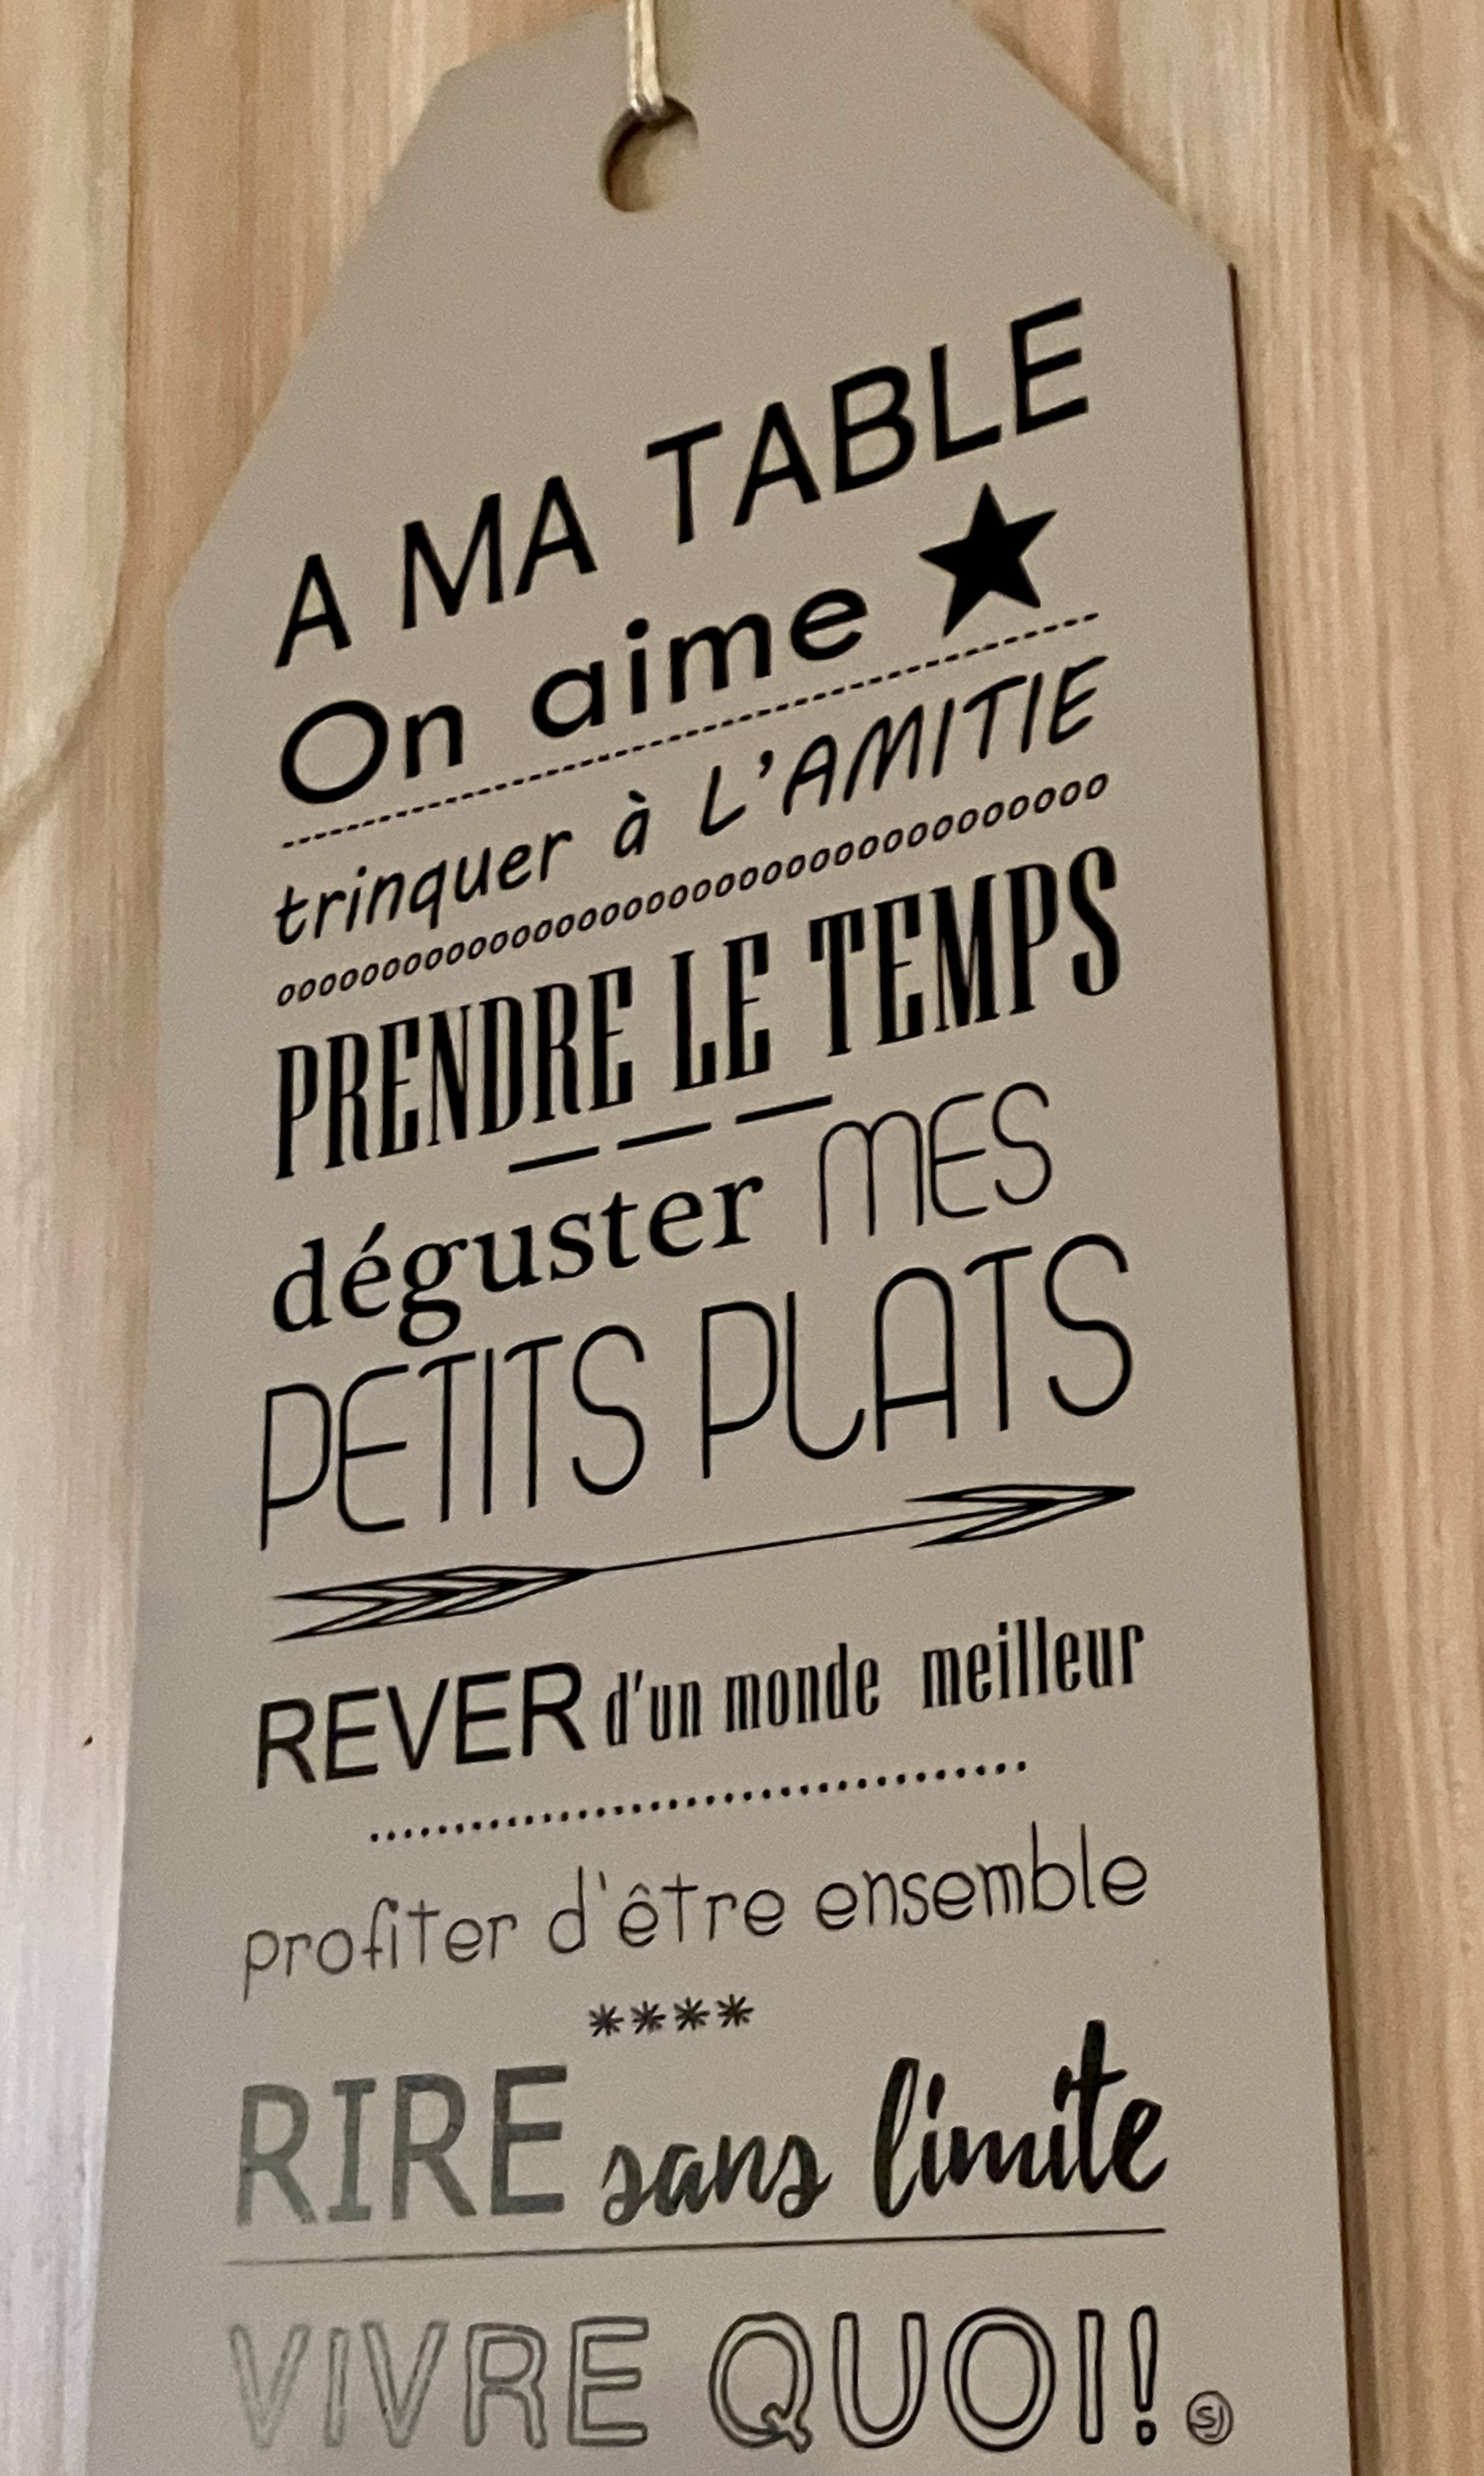 A MA TABLE
On aime
trinquer à L'AMITIE
PRENDRE LE TEMPS
déguster MES
PETITS PLATS
REVER d'un monde meilleur
profiter d'être ensemble
****
RIRE sans limite
VIVRE QUOI!
SJ